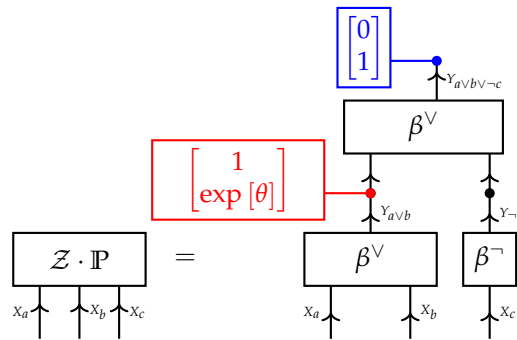 [0
1]
Y_{a∨b∨¬c}
β^∨
[1
exp [θ]]
Y_{a∨b}
Y_¬
𝒵 · ℙ = β^∨ β^¬
X_a X_b X_c X_a X_b X_c